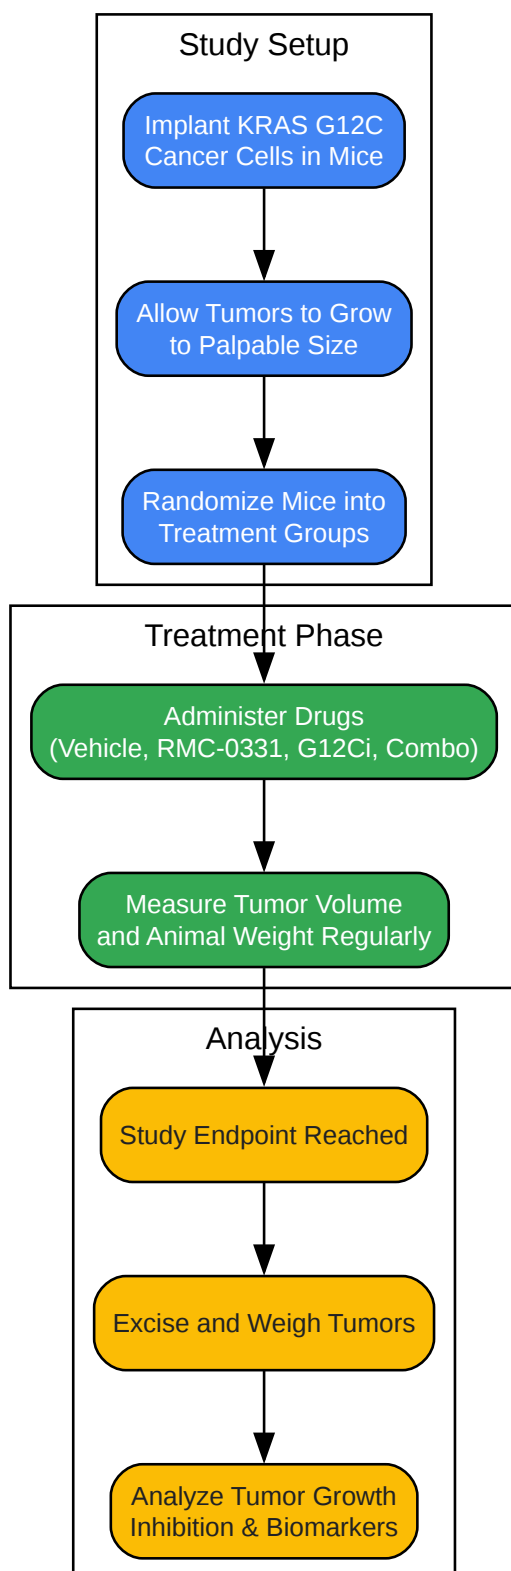 Study Setup
Implant KRAS G12C
Cancer Cells in Mice
Allow Tumors to Grow
to Palpable Size
Randomize Mice into
Treatment Groups
Treatment Phase
Administer Drugs
(Vehicle, RMC-0331, G12Ci, Combo)
Measure Tumor Volume
and Animal Weight Regularly
Analysis
Study Endpoint Reached
Excise and Weigh Tumors
Analyze Tumor Growth
Inhibition & Biomarkers